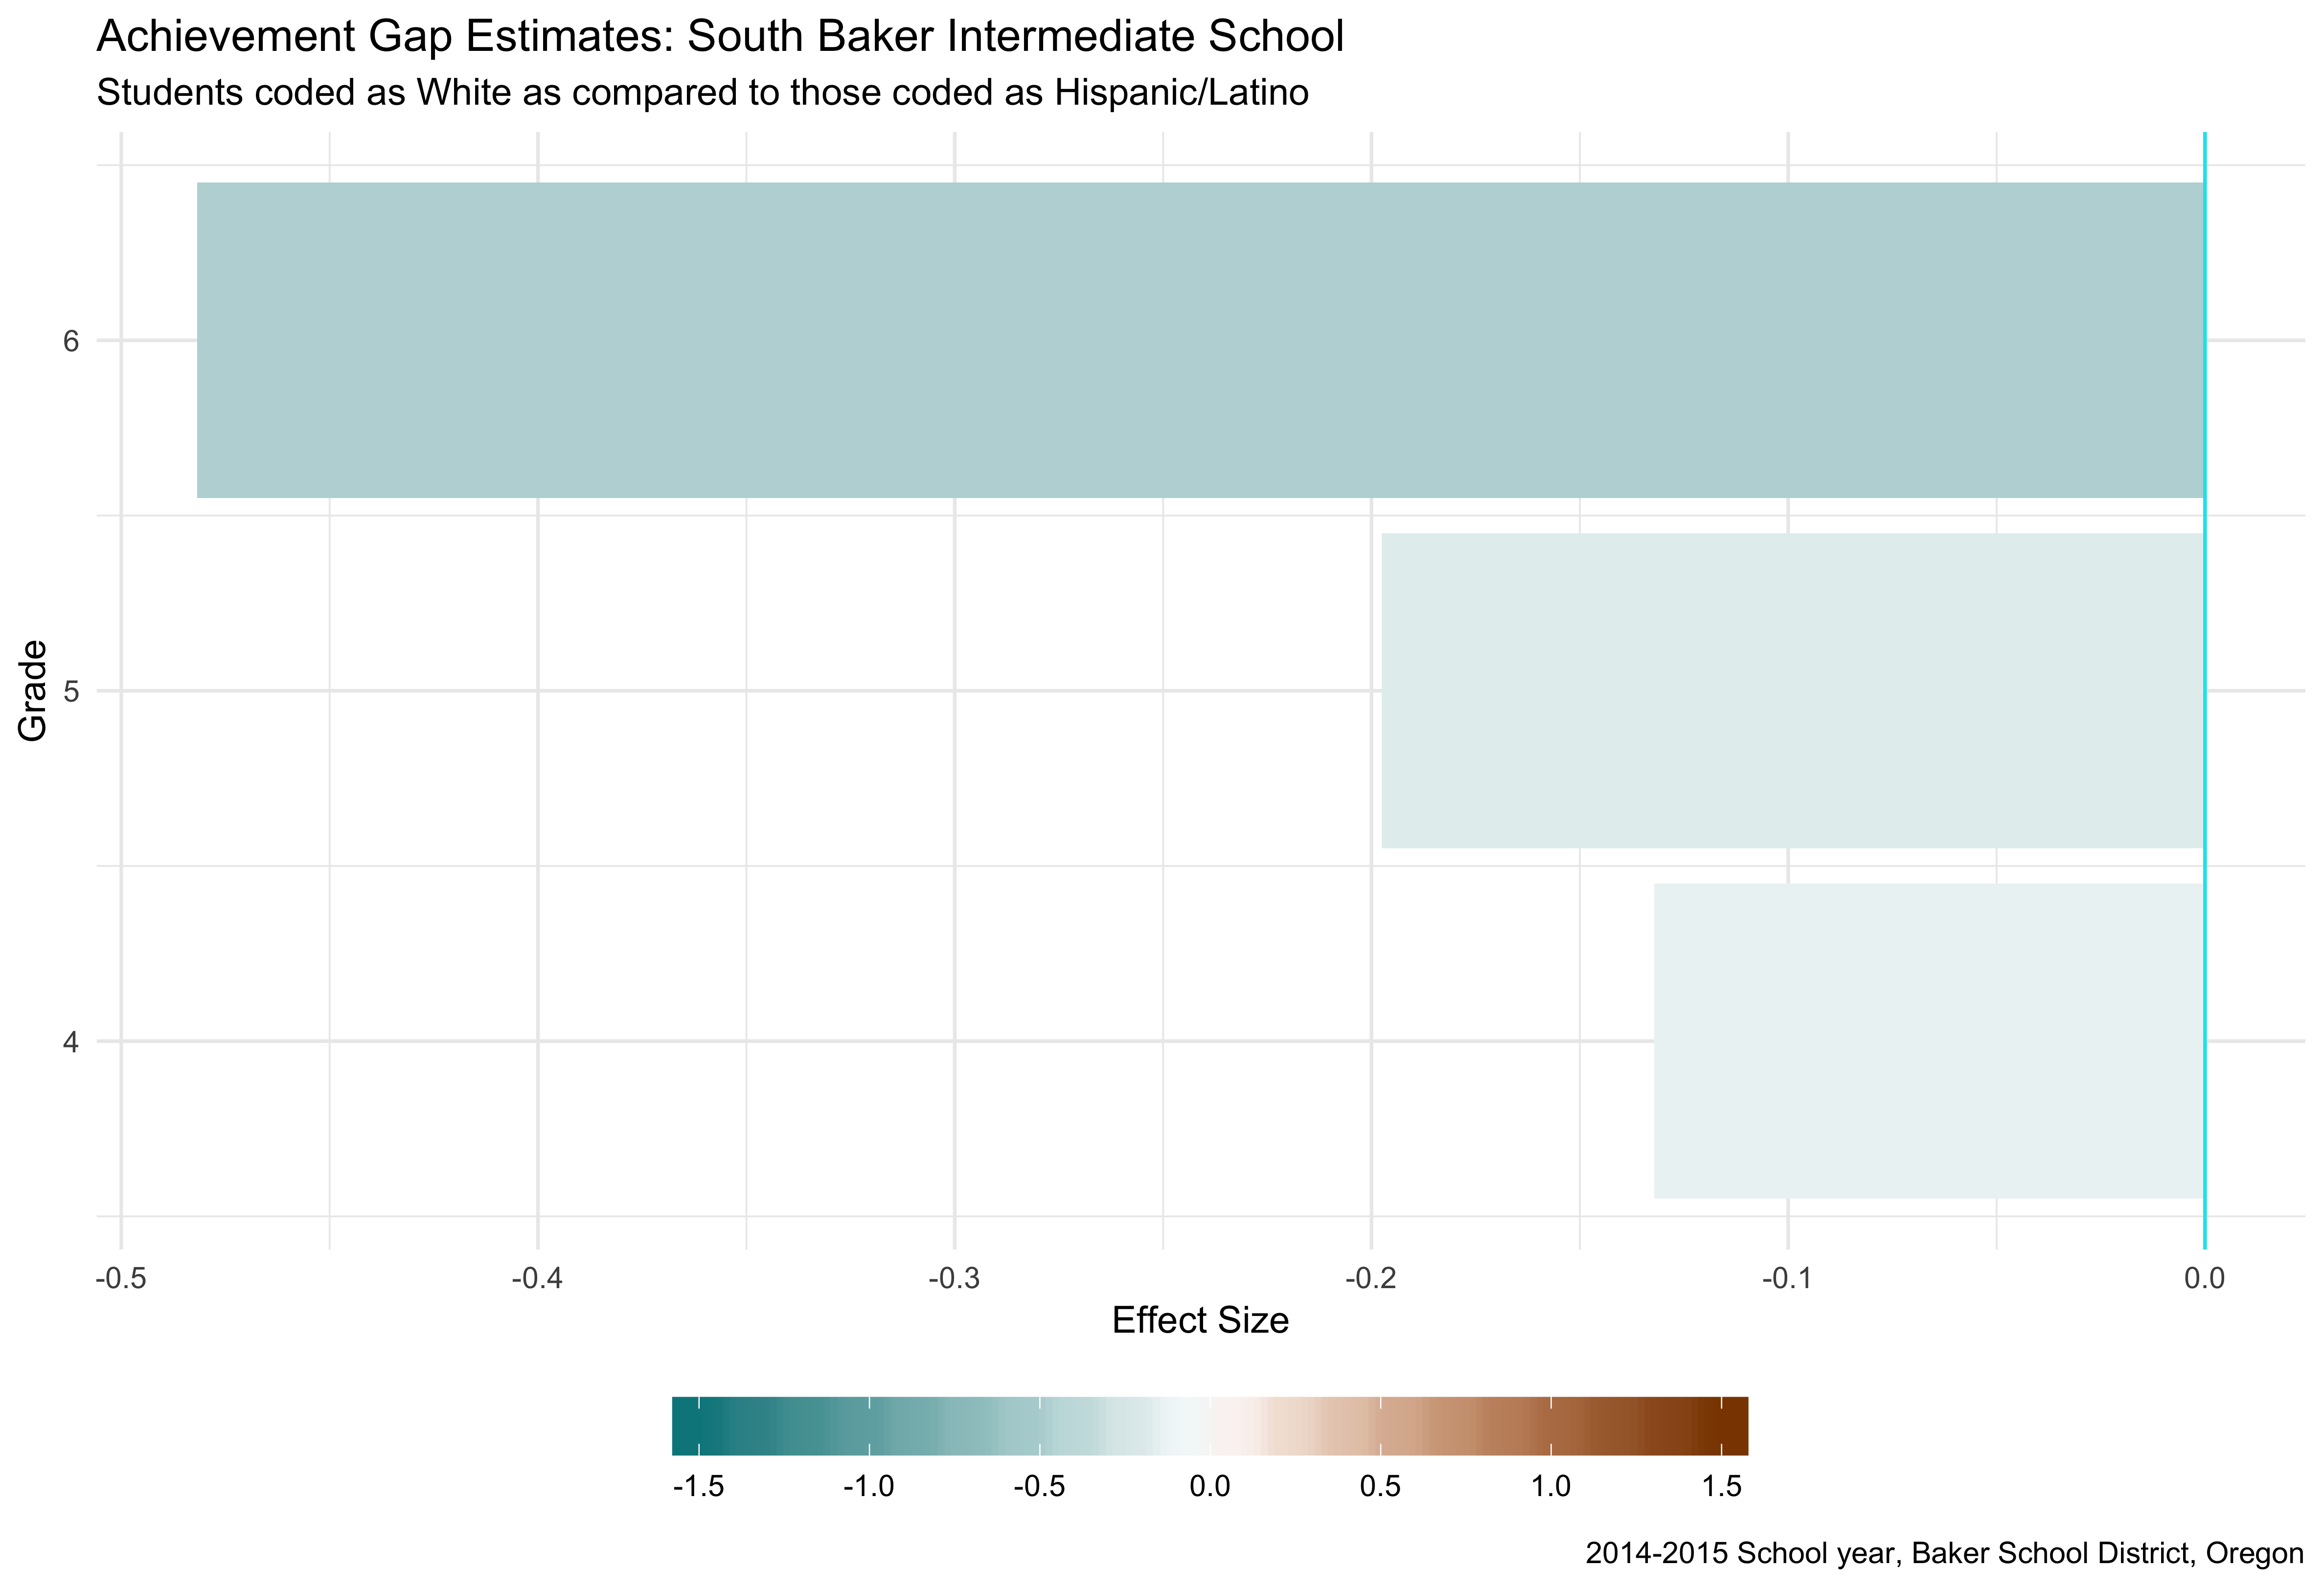 Achievement Gap Estimates: South Baker Intermediate School
Students coded as White as compared to those coded as Hispanic/Latino
Grade
6
5
4
-0.5 -0.4 -0.3 -0.2 -0.1 0.0
Effect Size
-1.5 -1.0 -0.5 0.0 0.5 1.0 1.5
2014-2015 School year, Baker School District, Oregon